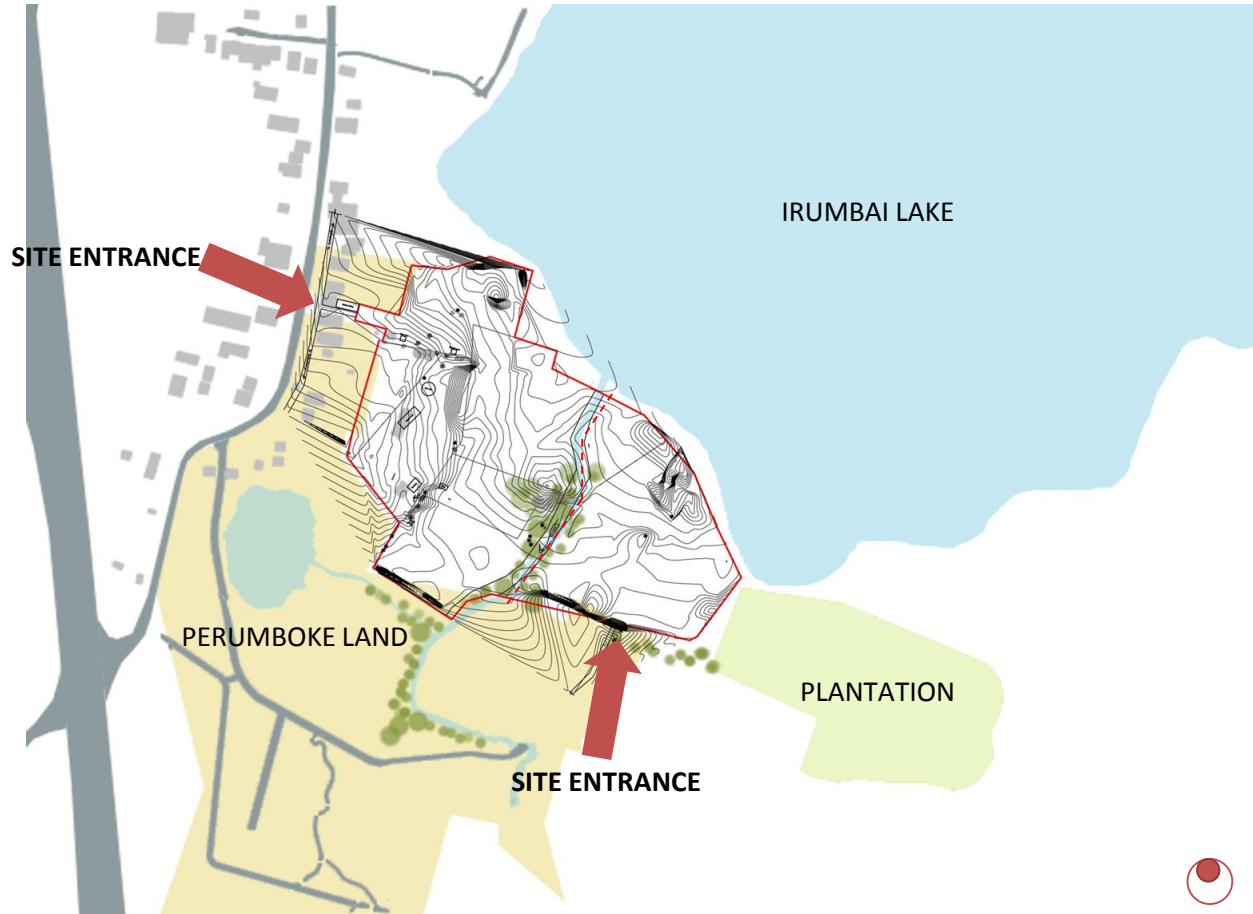 IRUMBAI LAKE
SITE ENTRANCE
PERUMBOKE LAND
PLANTATION
SITE ENTRANCE